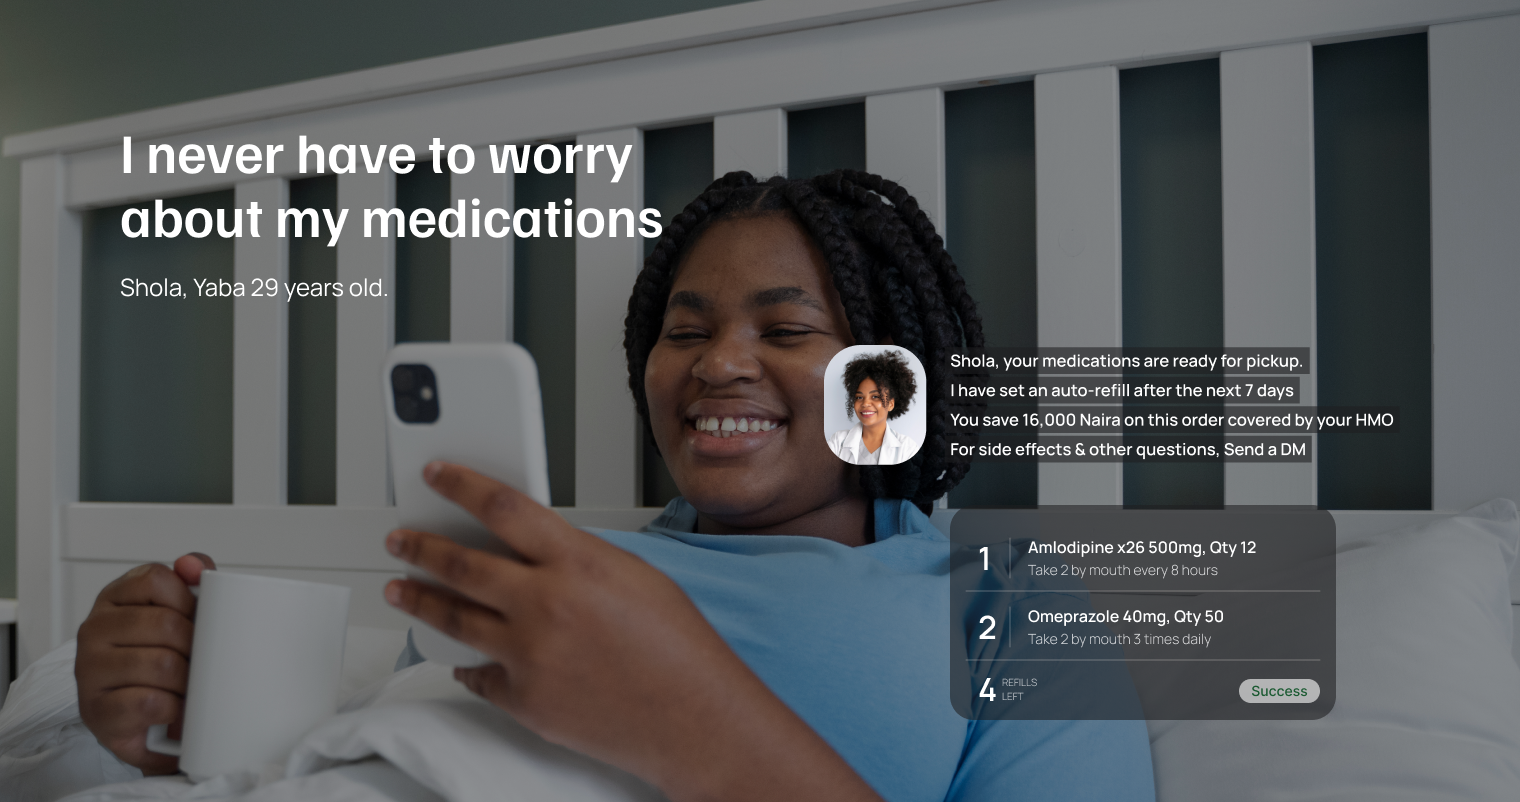 I never have to worry
about my medications
Shola, Yaba 29 years old.
Shola, your medications are ready for pickup.
I have set an auto-refill after the next 7 days
You save 16,000 Naira on this order covered by your HMO
For side effects & other questions, Send a DM
1
Amlodipine x26 500mg, Qty 12
Take 2 by mouth every 8 hours
2
Omeprazole 40mg, Qty 50
Take 2 by mouth 3 times daily
4
REFILLS
LEFT
Success